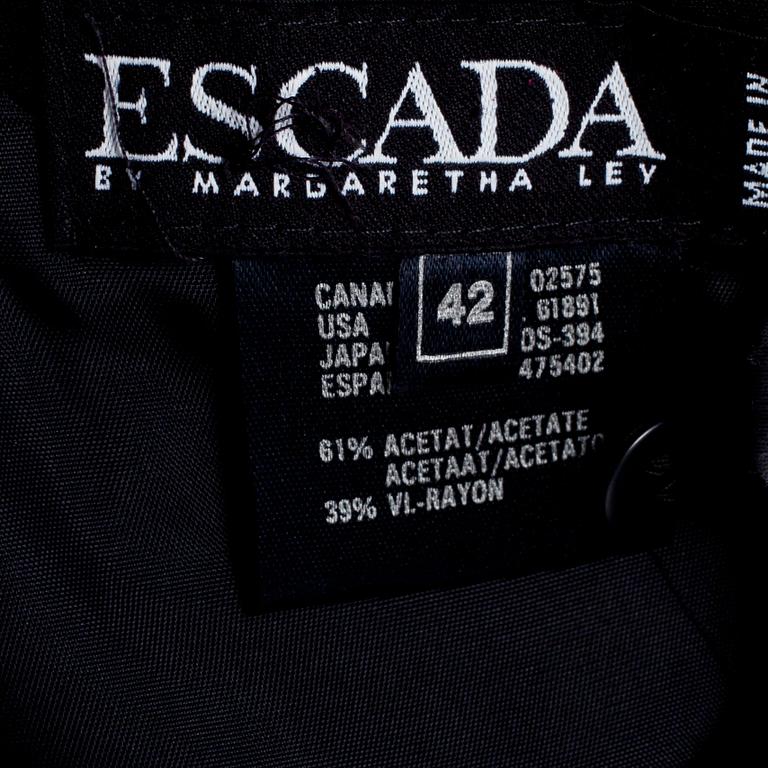 ESCADA
BY MARGARETHA LEY
MADE IN
42
CANA 02575
USA 61891
JAPA DS-394
ESPA 475402
61% ACETAT/ACETATE
ACETAAT/ACETATO
39% VI.-RAYON